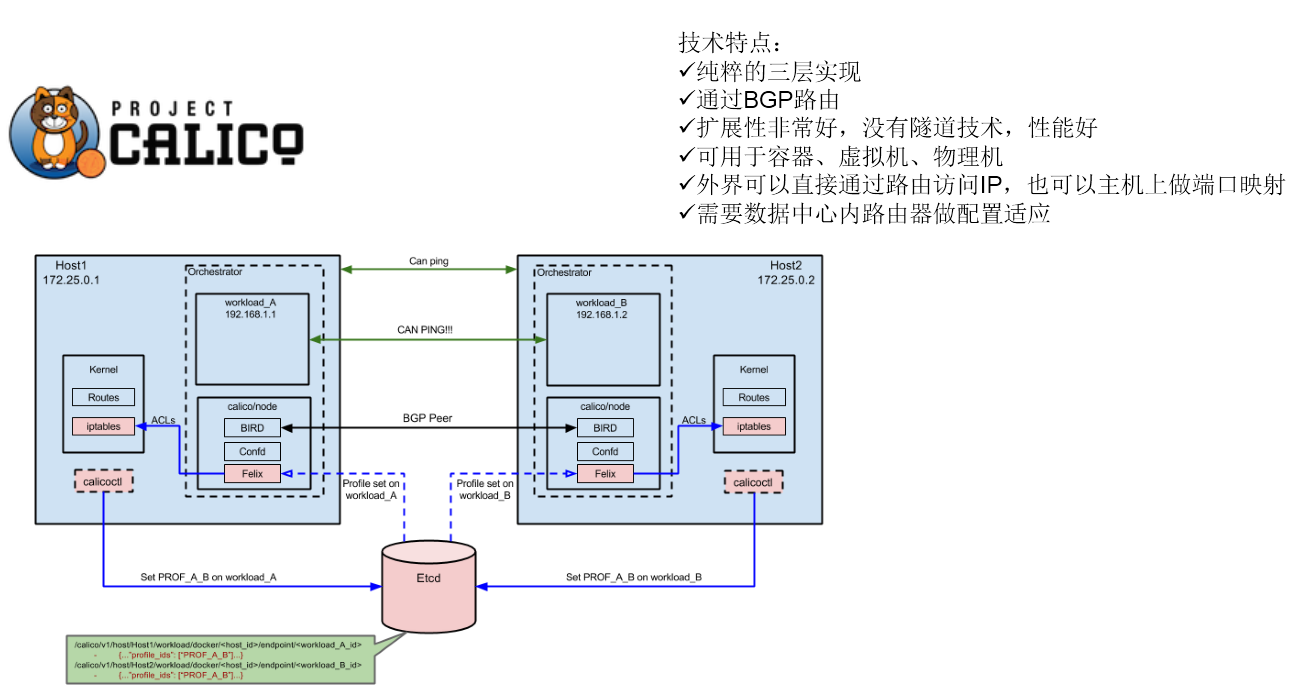 技术特点：
✓纯粹的三层实现
✓通过BGP路由
✓扩展性非常好，没有隧道技术，性能好
✓可用于容器、虚拟机、物理机
✓外界可以直接通过路由访问IP，也可以主机上做端口映射
✓需要数据中心内路由器做配置适应
PROJECT
CALICO
Host1
172.25.0.1
Orchestrator
workload_A
192.168.1.1
Kernel
Routes
iptables
ACLs
calico/node
BIRD
Confd
Felix
calicoctl
Can ping
CAN PING!!!
BGP Peer
Profile set on
workload_A
Profile set on
workload_B
Host2
172.25.0.2
Orchestrator
workload_B
192.168.1.2
Kernel
Routes
iptables
ACLs
calico/node
BIRD
Confd
Felix
calicoctl
Set PROF_A_B on workload_A
Etcd
Set PROF_A_B on workload_B
/calico/v1/host/Host1/workload/docker/<host_id>/endpoint/<workload_A_id>
- {..."profile_ids": ["PROF_A_B"]...}
/calico/v1/host/Host2/workload/docker/<host_id>/endpoint/<workload_B_id>
- {..."profile_ids": ["PROF_A_B"]...}